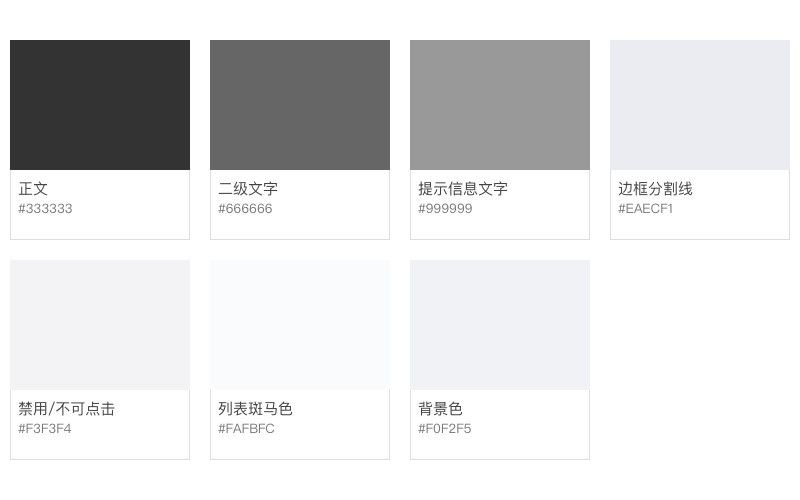 正文
#333333
二级文字
#666666
提示信息文字
#999999
边框分割线
#EAECF1
禁用/不可点击
#F3F3F4
列表斑马色
#FAFBFC
背景色
#F0F2F5